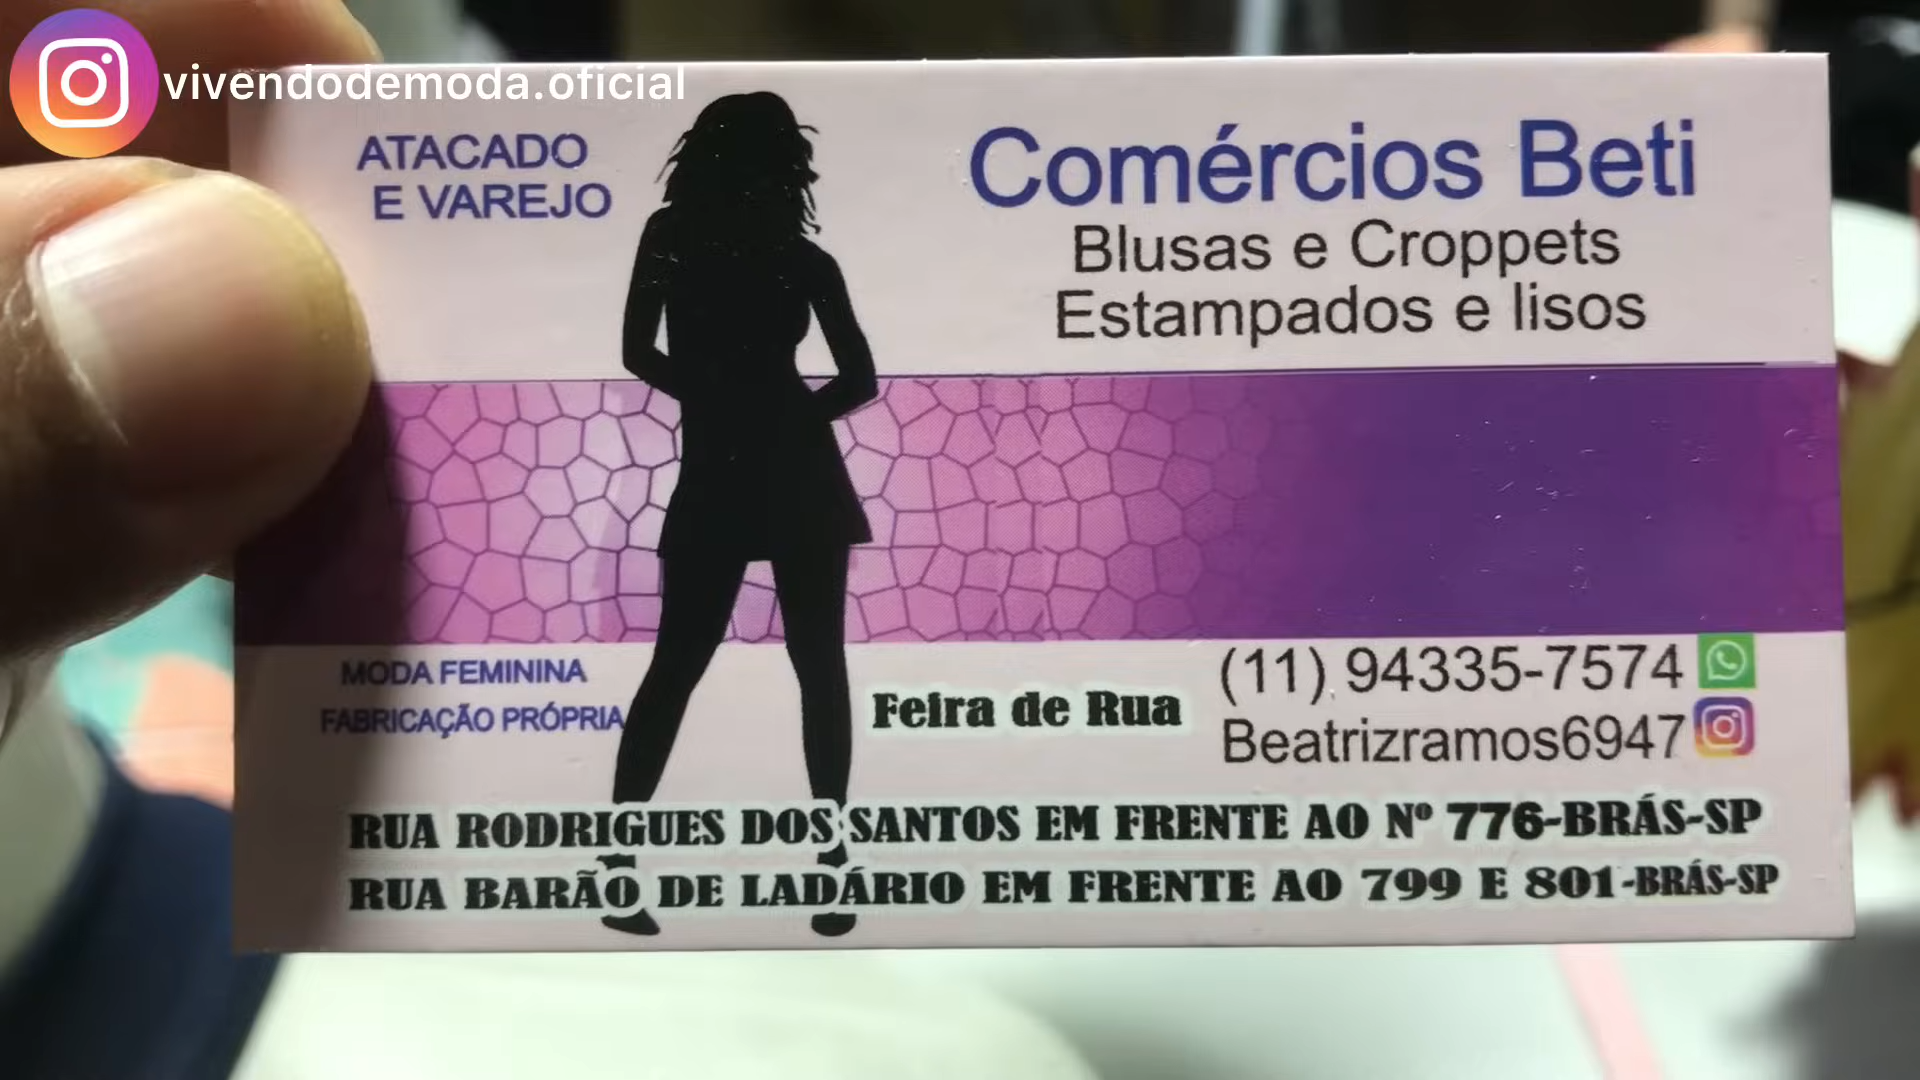 vivendodemoda.oficial
ATACADO
E VAREJO
Comércios Beti
Blusas e Croppets
Estampados e lisos
MODA FEMININA
FABRICAÇÃO PRÓPRIA
Feira de Rua
(11) 94335-7574
Beatrizramos6947
RUA RODRIGUES DOS SANTOS EM FRENTE AO Nº 776-BRÁS-SP
RUA BARÃO DE LADÁRIO EM FRENTE AO 799 E 801-BRÁS-SP